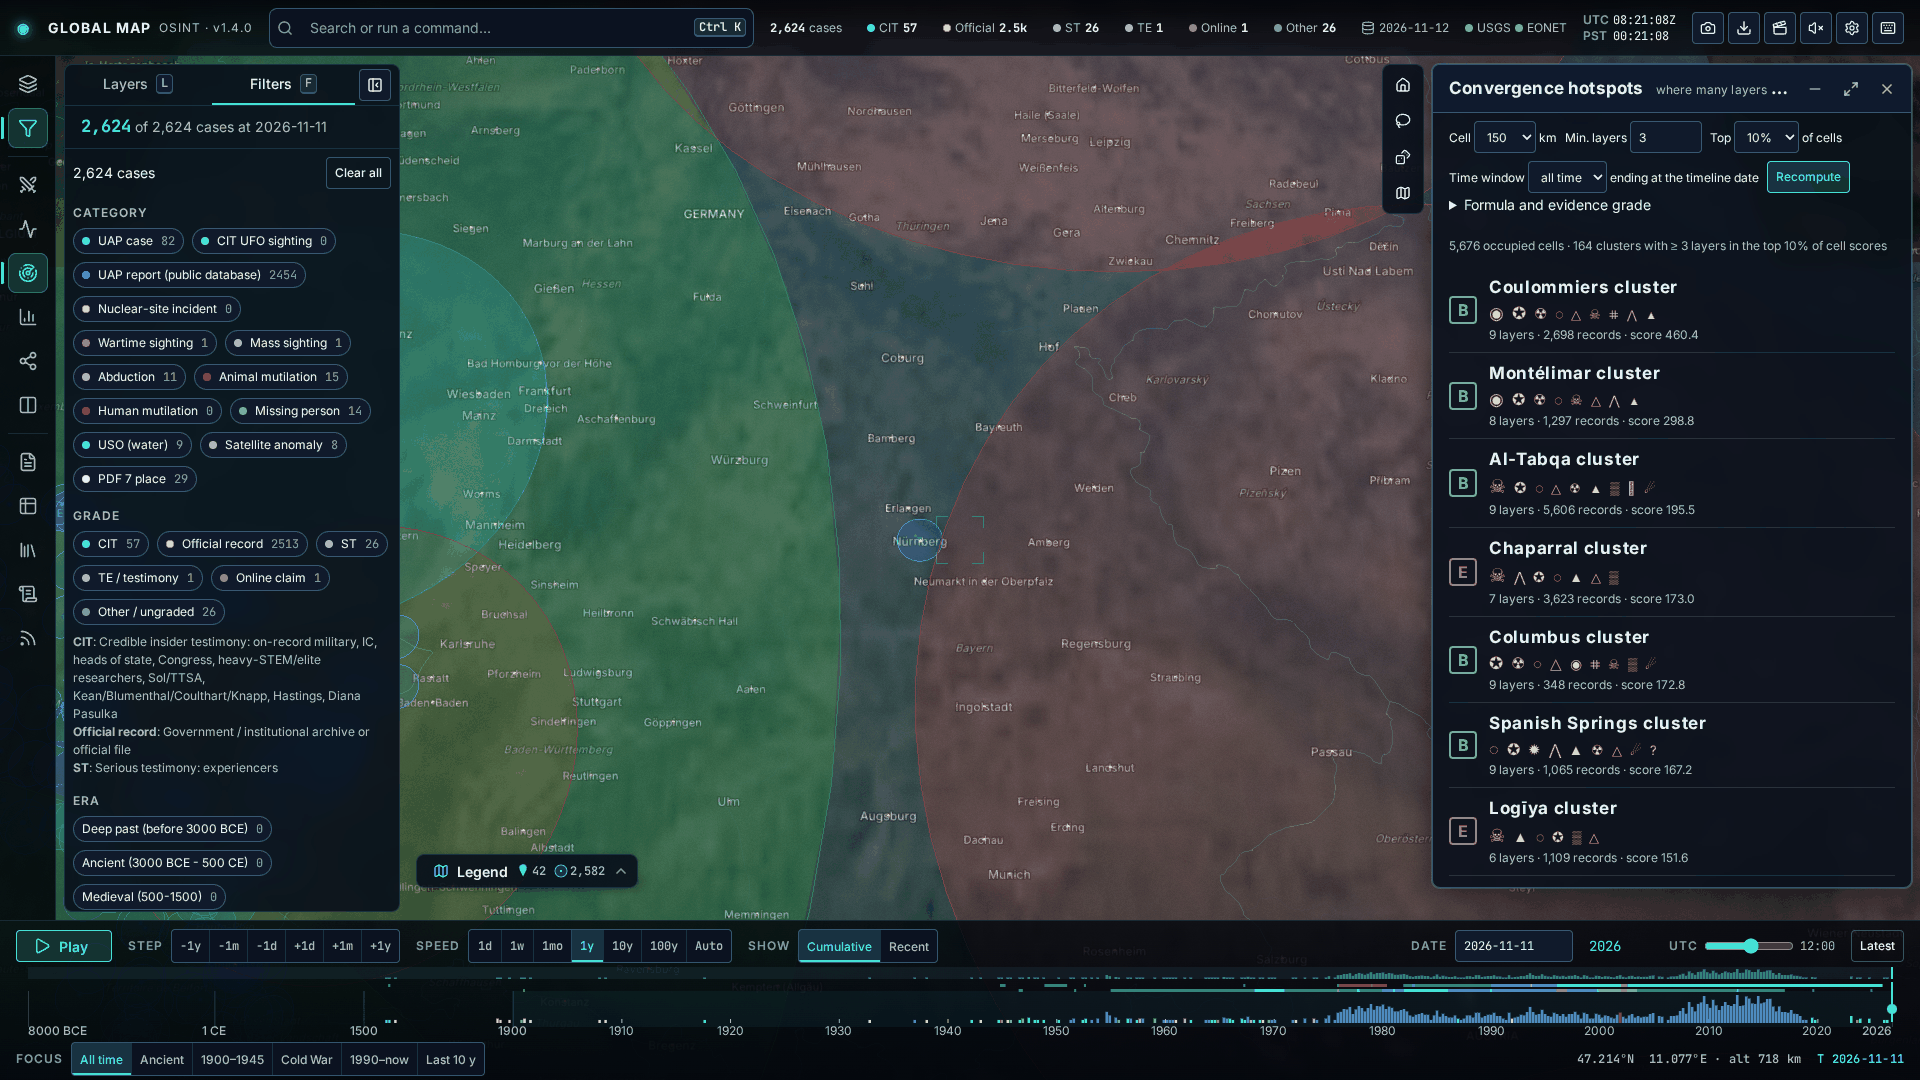 GLOBAL MAP OSINT · v1.4.0
Search or run a command... Ctrl K
2,624 cases CIT 57 Official 2.5k ST 26 TE 1 Online 1 Other 26 2026-11-12 USGS EONET
UTC 08:21:08Z
PST 00:21:08
Layers L Filters F
2,624 of 2,624 cases at 2026-11-11
2,624 cases Clear all
CATEGORY
UAP case 82 CIT UFO sighting 0
UAP report (public database) 2454
Nuclear-site incident 0
Wartime sighting 1 Mass sighting 1
Abduction 11 Animal mutilation 15
Human mutilation 0 Missing person 14
USO (water) 9 Satellite anomaly 8
PDF 7 place 29
GRADE
CIT 57 Official record 2513 ST 26
TE / testimony 1 Online claim 1
Other / ungraded 26
CIT: Credible insider testimony: on-record military, IC,
heads of state, Congress, heavy-STEM/elite
researchers, Sol/TTSA,
Kean/Blumenthal/Coulthart/Knapp, Hastings, Diana
Pasulka
Official record: Government / institutional archive or
official file
ST: Serious testimony: experiencers
ERA
Deep past (before 3000 BCE) 0
Ancient (3000 BCE - 500 CE) 0
Medieval (500-1500) 0
Ahlen
Höxter
Paderborn
Cottbus
Göttingen
Nordhausen
Bitterfeld-Wolfen
Halle (Saale)
Arnsberg
Merseburg
Leipzig
Kassel
Mühlhausen
Weißenfels
Radebeul
GERMANY
Eisenach
Gotha
Thüringen
Jena
Altenburg
Sachsen
Freiberg
Pirna
Siegen
Marburg an der Lahn
Gera
Chemnitz
Děčín
Zwickau
Usti Nad Labem
Gießen
Hessen
Fulda
Suhl
Plauen
Chomutov
Ústecky
Hof
Coburg
Bad Homburg vor der Höhe
Karlovarsky
Kladno
Wiesbaden
Frankfurt
Cheb
Mainz
Dreieich
Aschaffenburg
Schweinfurt
Bayreuth
Darmstadt
Bamberg
Würzburg
Plzen
Worms
Weiden
Plzeňsky
Příbram
Erlangen
Mannheim
Nürnberg
Heidelberg
Amberg
Speyer
Neumarkt in der Oberpfalz
Sinsheim
Bruchsal
Heilbronn
Schwäbisch Hall
Karlsruhe
Bayern
Regensburg
Rastatt
Pforzheim
Ludwigsburg
Straubing
Baden-Baden
Aalen
Stuttgart
Ingolstadt
Sindelfingen
Göppingen
Baden-Württemberg
Passau
Reutlingen
Landshut
Ulm
Freising
Augsburg
Erding
Balingen
Dachau
Albstadt
Munich
Tuttlingen
Memmingen
Rosenheim
Salzburg
Legend 42 2,582
Convergence hotspots where many layers ...
Cell 150 km Min. layers 3 Top 10% of cells
Time window all time ending at the timeline date Recompute
Formula and evidence grade
5,676 occupied cells · 164 clusters with ≥ 3 layers in the top 10% of cell scores
B Coulommiers cluster
9 layers · 2,698 records · score 460.4
B Montélimar cluster
8 layers · 1,297 records · score 298.8
B Al-Tabqa cluster
9 layers · 5,606 records · score 195.5
E Chaparral cluster
7 layers · 3,623 records · score 173.0
B Columbus cluster
9 layers · 348 records · score 172.8
B Spanish Springs cluster
9 layers · 1,065 records · score 167.2
E Logīya cluster
6 layers · 1,109 records · score 151.6
Play STEP -1y -1m -1d +1d +1m +1y SPEED 1d 1w 1mo 1y 10y 100y Auto SHOW Cumulative Recent DATE 2026-11-11 2026 UTC 12:00 Latest
8000 BCE 1 CE 1500 1900 1910 1920 1930 1940 1950 1960 1970 1980 1990 2000 2010 2020 2026
FOCUS All time Ancient 1900–1945 Cold War 1990–now Last 10 y 47.214°N 11.077°E · alt 718 km T 2026-11-11